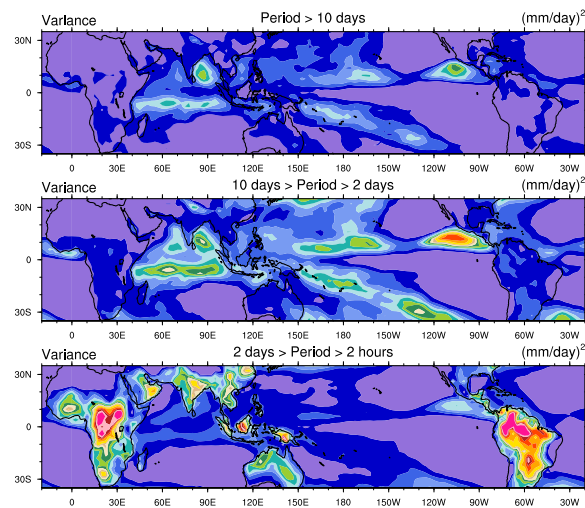 Variance Period > 10 days (mm/day)²
30N
0
30S
0 30E 60E 90E 120E 150E 180 150W 120W 90W 60W 30W
Variance 10 days > Period > 2 days (mm/day)²
30N
0
30S
0 30E 60E 90E 120E 150E 180 150W 120W 90W 60W 30W
Variance 2 days > Period > 2 hours (mm/day)²
30N
0
30S
0 30E 60E 90E 120E 150E 180 150W 120W 90W 60W 30W